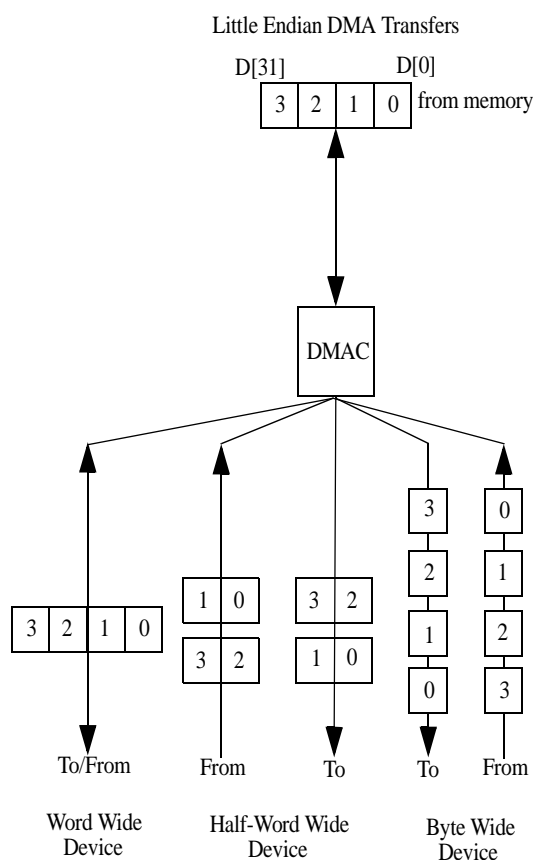 Little Endian DMA Transfers
D[31] D[0]
3 2 1 0 from memory
DMAC
3 0
2 1
1 0 3 2
3 2 1 0 1 2
3 2 1 0
0 3
To/From From To To From
Word Wide Device
Half-Word Wide Device
Byte Wide Device